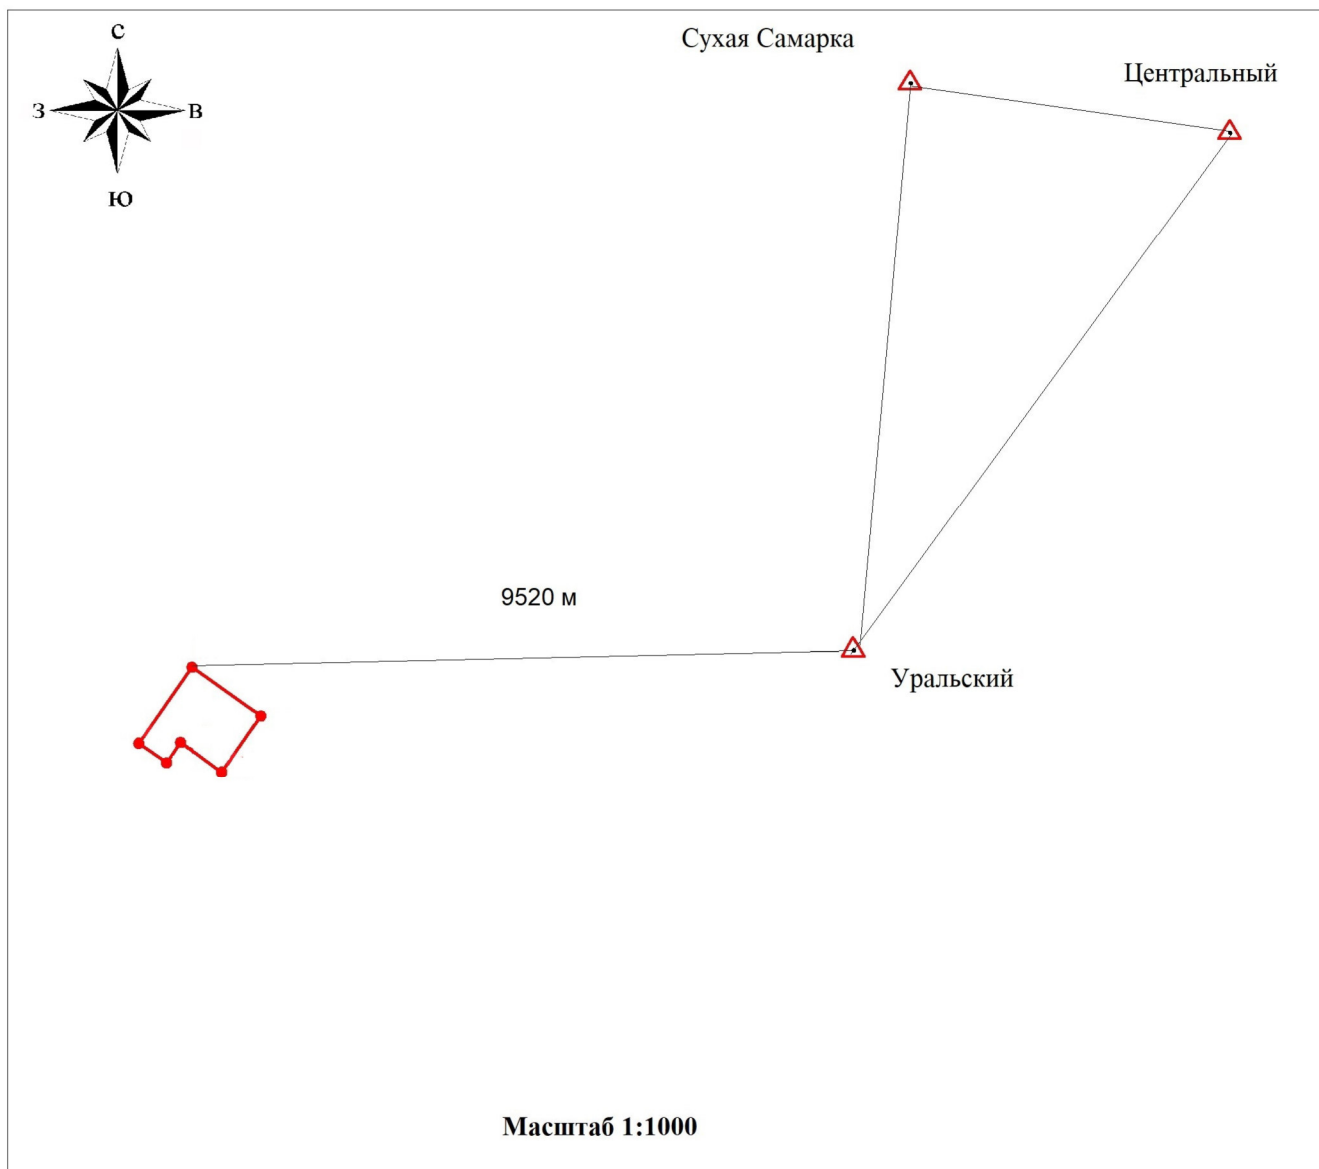 С
Сухая Самарка
Центральный
З
В
Ю
9520 м
Уральский
Масштаб 1:1000